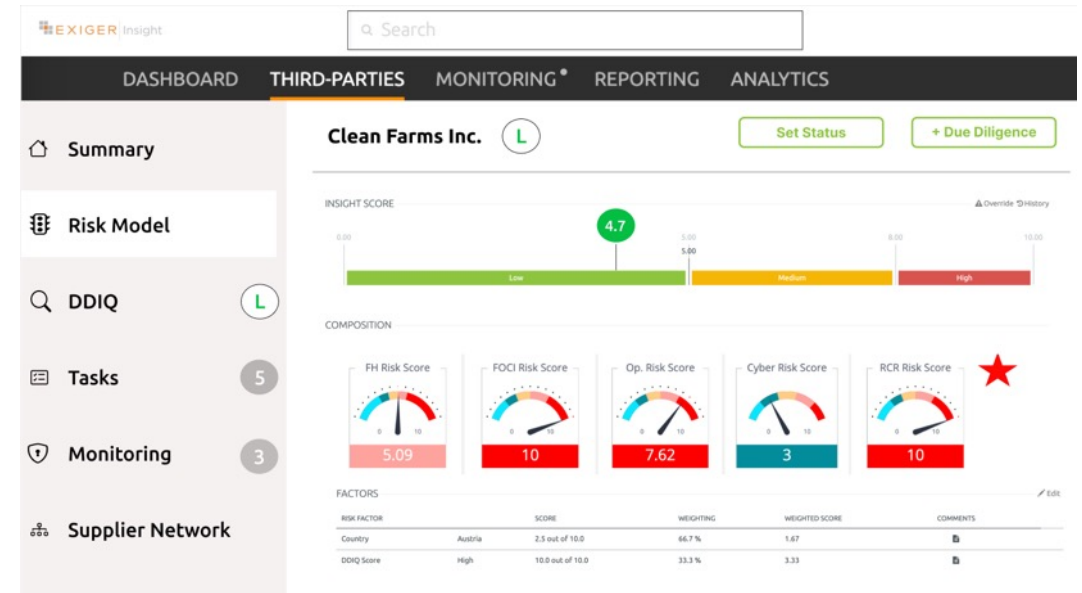 EXIGER Insight
Search
DASHBOARD THIRD-PARTIES MONITORING REPORTING ANALYTICS
Summary
Risk Model
DDIQ L
Tasks 5
Monitoring 3
Supplier Network
Clean Farms Inc. L Set Status + Due Diligence
INSIGHT SCORE Override History
4.7
0.00 5.00 8.00 10.00
5.00
Low Medium High
COMPOSITION
FH Risk Score FOCI Risk Score Op. Risk Score Cyber Risk Score RCR Risk Score
0 10 0 10 0 10 0 10 0 10
5.09 10 7.62 3 10
FACTORS Edit
RISK FACTOR SCORE WEIGHTING WEIGHTED SCORE COMMENTS
Country Austria 2.5 out of 10.0 66.7 % 1.67
DDIQ Score High 10.0 out of 10.0 33.3 % 3.33